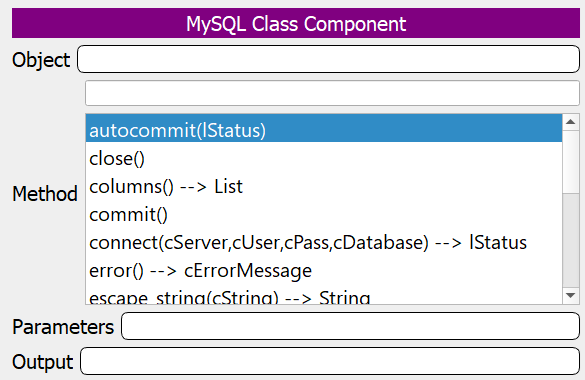 MySQL Class Component
Object
autocommit(lStatus)
close()
columns() --> List
Method
commit()
connect(cServer,cUser,cPass,cDatabase) --> lStatus
error() --> cErrorMessage
escape_string(cString) --> String
Parameters
Output